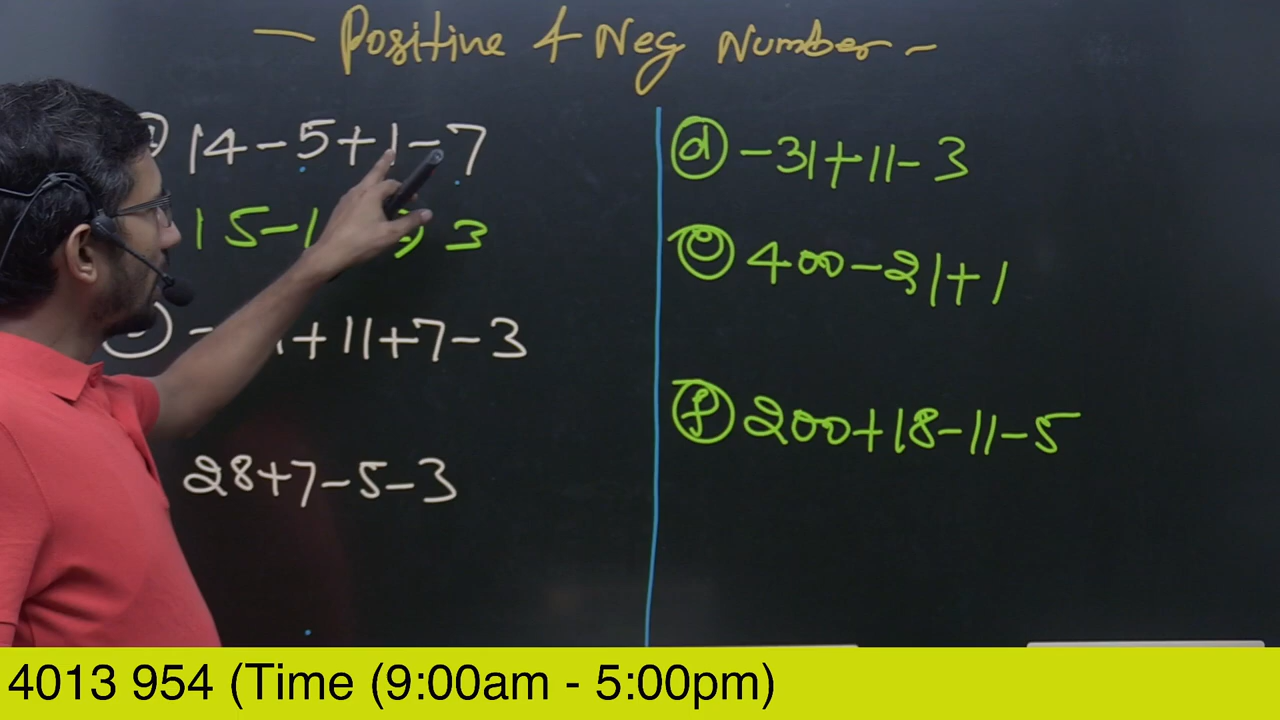 — Positive & Neg Number —
14-5+1-7
15-1 , 3
+11+7-3
28+7-5-3
d -31+11-3
e 400-21+1
f 200+18-11-5
4013 954 (Time (9:00am - 5:00pm)